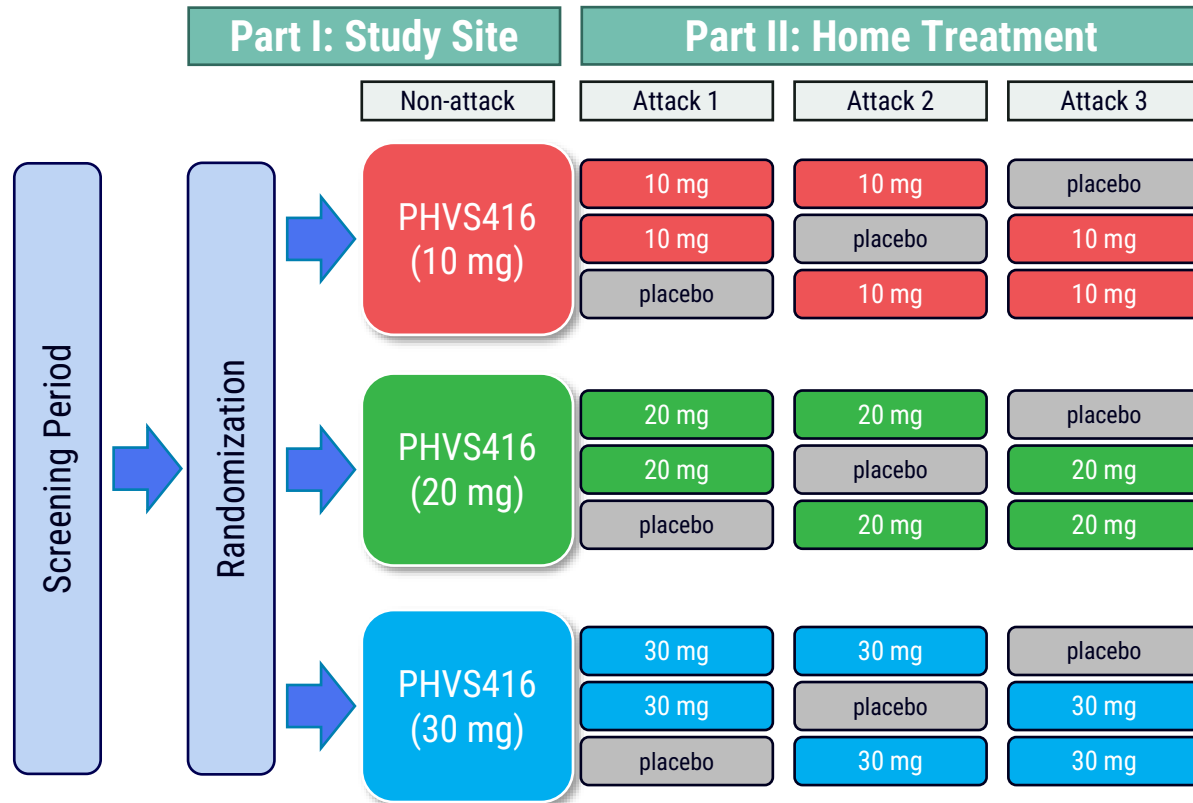 Part I: Study Site
Part II: Home Treatment
Non-attack
Attack 1
Attack 2
Attack 3
Screening Period
Randomization
PHVS416
(10 mg)
10 mg
10 mg
placebo
10 mg
placebo
10 mg
placebo
10 mg
10 mg
PHVS416
(20 mg)
20 mg
20 mg
placebo
20 mg
placebo
20 mg
placebo
20 mg
20 mg
PHVS416
(30 mg)
30 mg
30 mg
placebo
30 mg
placebo
30 mg
placebo
30 mg
30 mg